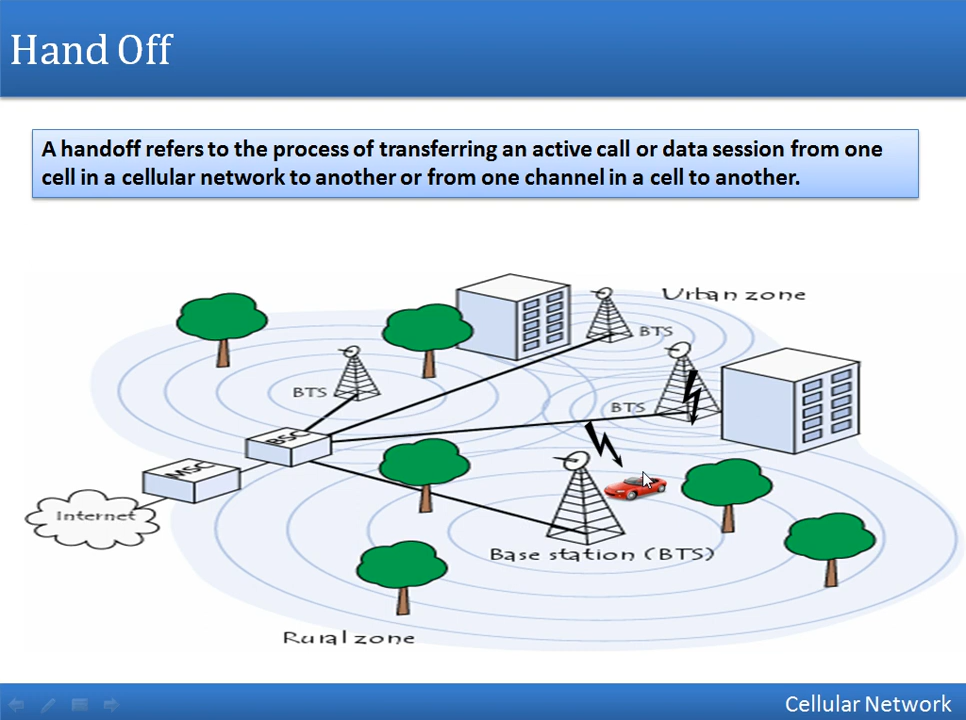 Hand Off
A handoff refers to the process of transferring an active call or data session from one
cell in a cellular network to another or from one channel in a cell to another.
Urban zone
BTS
BTS
BTS
BSC
MSC
Internet
Base station (BTS)
Rural zone
Cellular Network